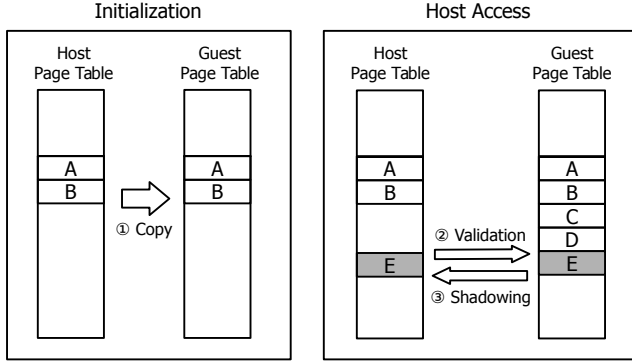 Initialization
Host
Page Table
Guest
Page Table
A
B
A
B
① Copy
Host Access
Host
Page Table
Guest
Page Table
A
B
E
A
B
C
D
E
② Validation
③ Shadowing